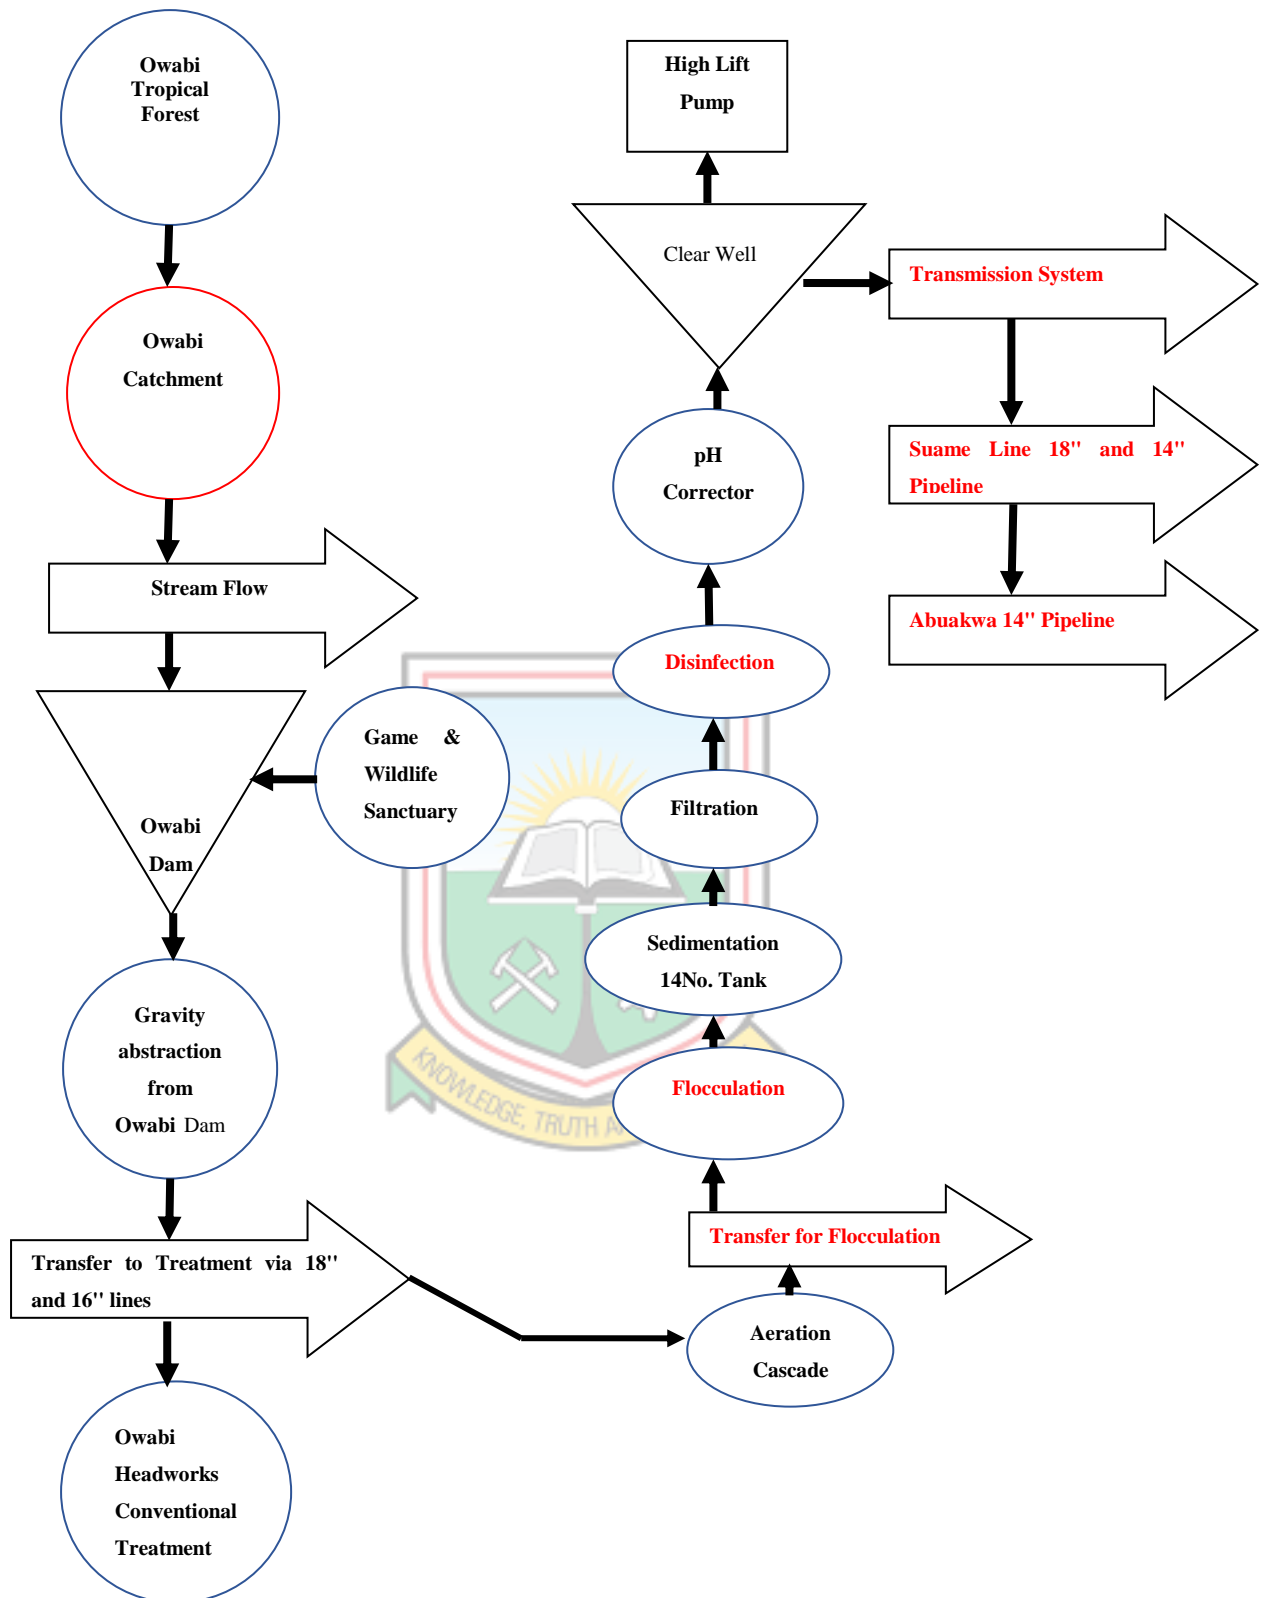 Owabi
Tropical
Forest
Owabi
Catchment
Stream Flow
Owabi
Dam
Game & 
Wildlife
Sanctuary
Gravity
abstraction
from
Owabi Dam
Transfer to Treatment via 18"
and 16" lines
Owabi
Headworks
Conventional
Treatment
High Lift
Pump
Clear Well
pH
Corrector
Disinfection
Filtration
Sedimentation
14No. Tank
Flocculation
Transfer for Flocculation
Aeration
Cascade
Transmission System
Suame Line 18" and 14"
Pipeline
Abuakwa 14" Pipeline
KNOWLEDGE, TRUTH